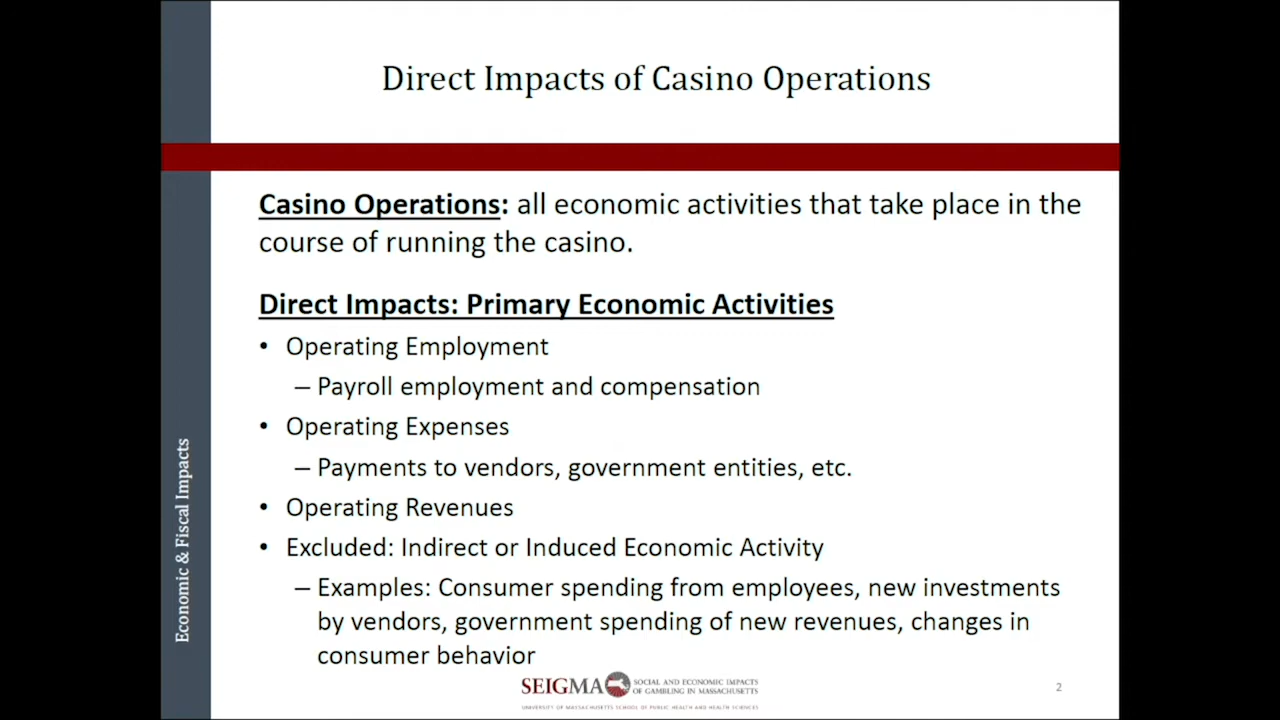 Direct Impacts of Casino Operations
Casino Operations: all economic activities that take place in the
course of running the casino.
Direct Impacts: Primary Economic Activities
• Operating Employment
– Payroll employment and compensation
• Operating Expenses
– Payments to vendors, government entities, etc.
• Operating Revenues
• Excluded: Indirect or Induced Economic Activity
– Examples: Consumer spending from employees, new investments
by vendors, government spending of new revenues, changes in
consumer behavior
Economic & Fiscal Impacts
SEIGMA SOCIAL AND ECONOMIC IMPACTS
OF GAMBLING IN MASSACHUSETTS
UNIVERSITY OF MASSACHUSETTS SCHOOL OF PUBLIC HEALTH AND HEALTH SCIENCES
2